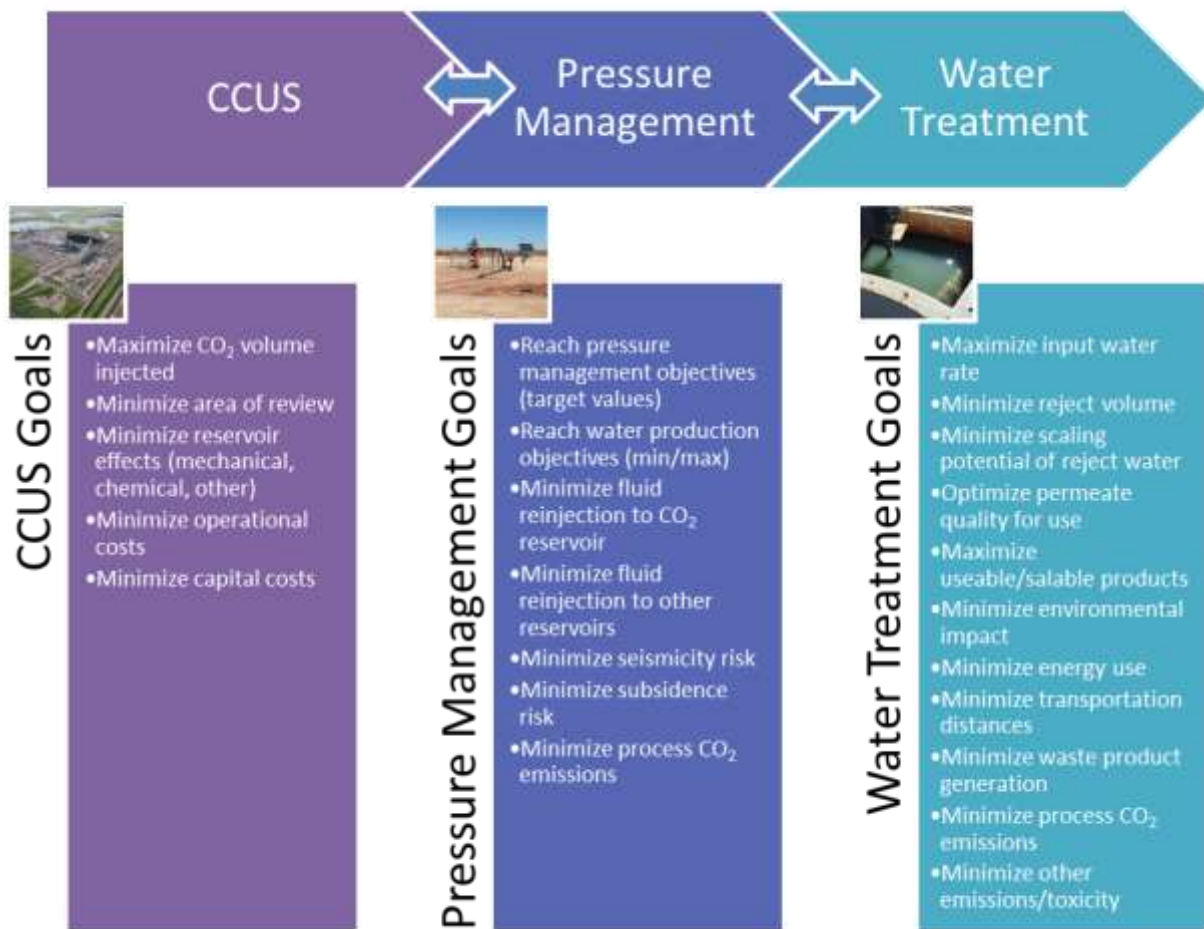 CCUS
Pressure
Management
Water
Treatment
CCUS Goals
•Maximize CO₂ volume
injected
•Minimize area of review
•Minimize reservoir
effects (mechanical,
chemical, other)
•Minimize operational
costs
•Minimize capital costs
Pressure Management Goals
•Reach pressure
management objectives
(target values)
•Reach water production
objectives (min/max)
•Minimize fluid
reinjection to CO₂
reservoir
•Minimize fluid
reinjection to other
reservoirs
•Minimize seismicity risk
•Minimize subsidence
risk
•Minimize process CO₂
emissions
Water Treatment Goals
•Maximize input water
rate
•Minimize reject volume
•Minimize scaling
potential of reject water
•Optimize permeate
quality for use
•Maximize
useable/salable products
•Minimize environmental
impact
•Minimize energy use
•Minimize transportation
distances
•Minimize waste product
generation
•Minimize process CO₂
emissions
•Minimize other
emissions/toxicity